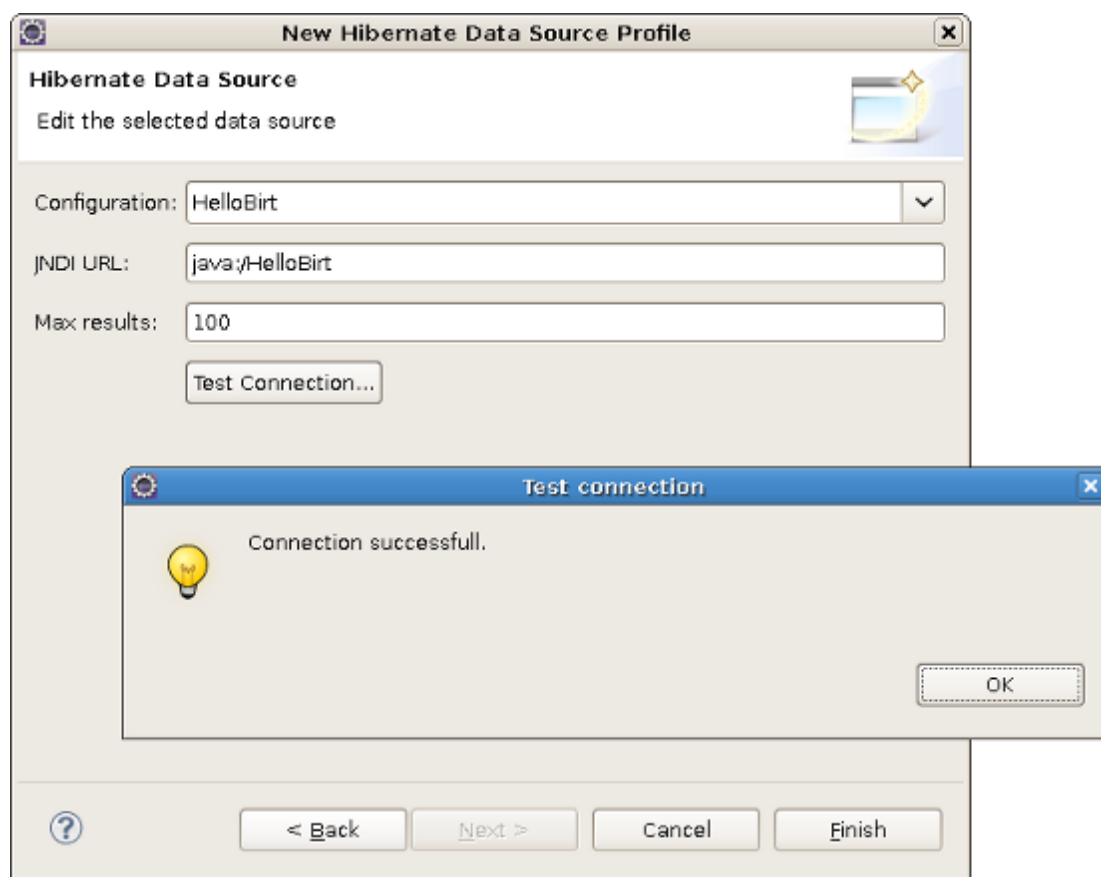 New Hibernate Data Source Profile
Hibernate Data Source
Edit the selected data source
Configuration: HelloBirt
JNDI URL: java:/HelloBirt
Max results: 100
Test Connection...
Test connection
Connection successfull.
OK
< Back Next > Cancel Finish